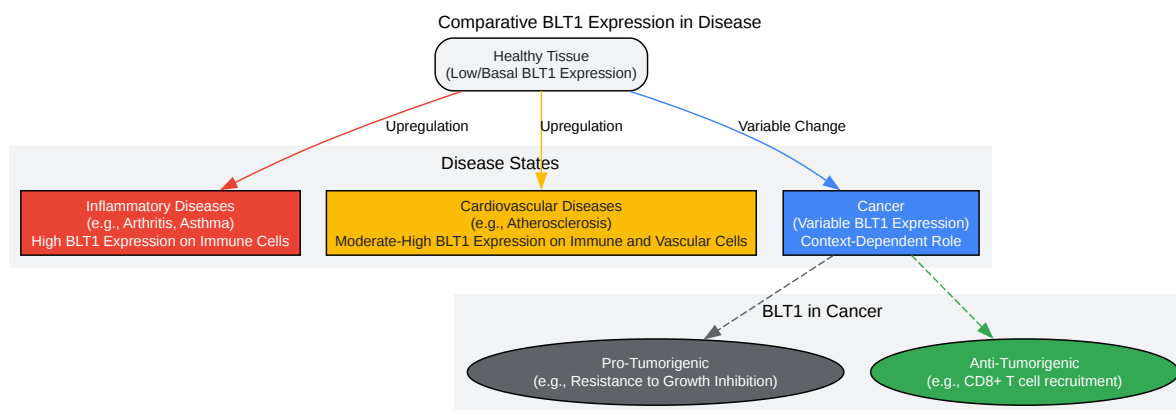 Comparative BLT1 Expression in Disease
Healthy Tissue
(Low/Basal BLT1 Expression)
Upregulation
Upregulation
Variable Change
Disease States
Inflammatory Diseases
(e.g., Arthritis, Asthma)
High BLT1 Expression on Immune Cells
Cardiovascular Diseases
(e.g., Atherosclerosis)
Moderate-High BLT1 Expression on Immune and Vascular Cells
Cancer
(Variable BLT1 Expression)
Context-Dependent Role
BLT1 in Cancer
Pro-Tumorigenic
(e.g., Resistance to Growth Inhibition)
Anti-Tumorigenic
(e.g., CD8+ T cell recruitment)